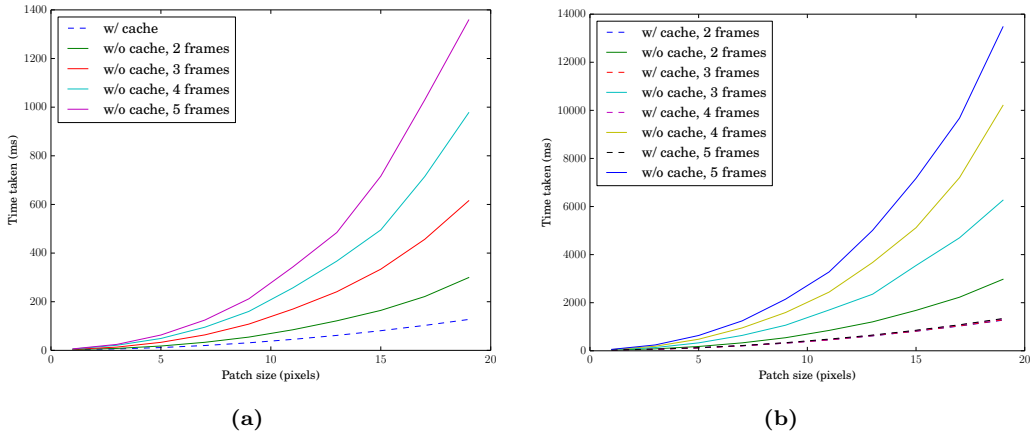 1400
1200
1000
800
600
400
200
0
Time taken (ms)
w/ cache
w/o cache, 2 frames
w/o cache, 3 frames
w/o cache, 4 frames
w/o cache, 5 frames
0 5 10 15 20
Patch size (pixels)
(a)
14000
12000
10000
8000
6000
4000
2000
0
Time taken (ms)
w/ cache, 2 frames
w/o cache, 2 frames
w/ cache, 3 frames
w/o cache, 3 frames
w/ cache, 4 frames
w/o cache, 4 frames
w/ cache, 5 frames
w/o cache, 5 frames
0 5 10 15 20
Patch size (pixels)
(b)